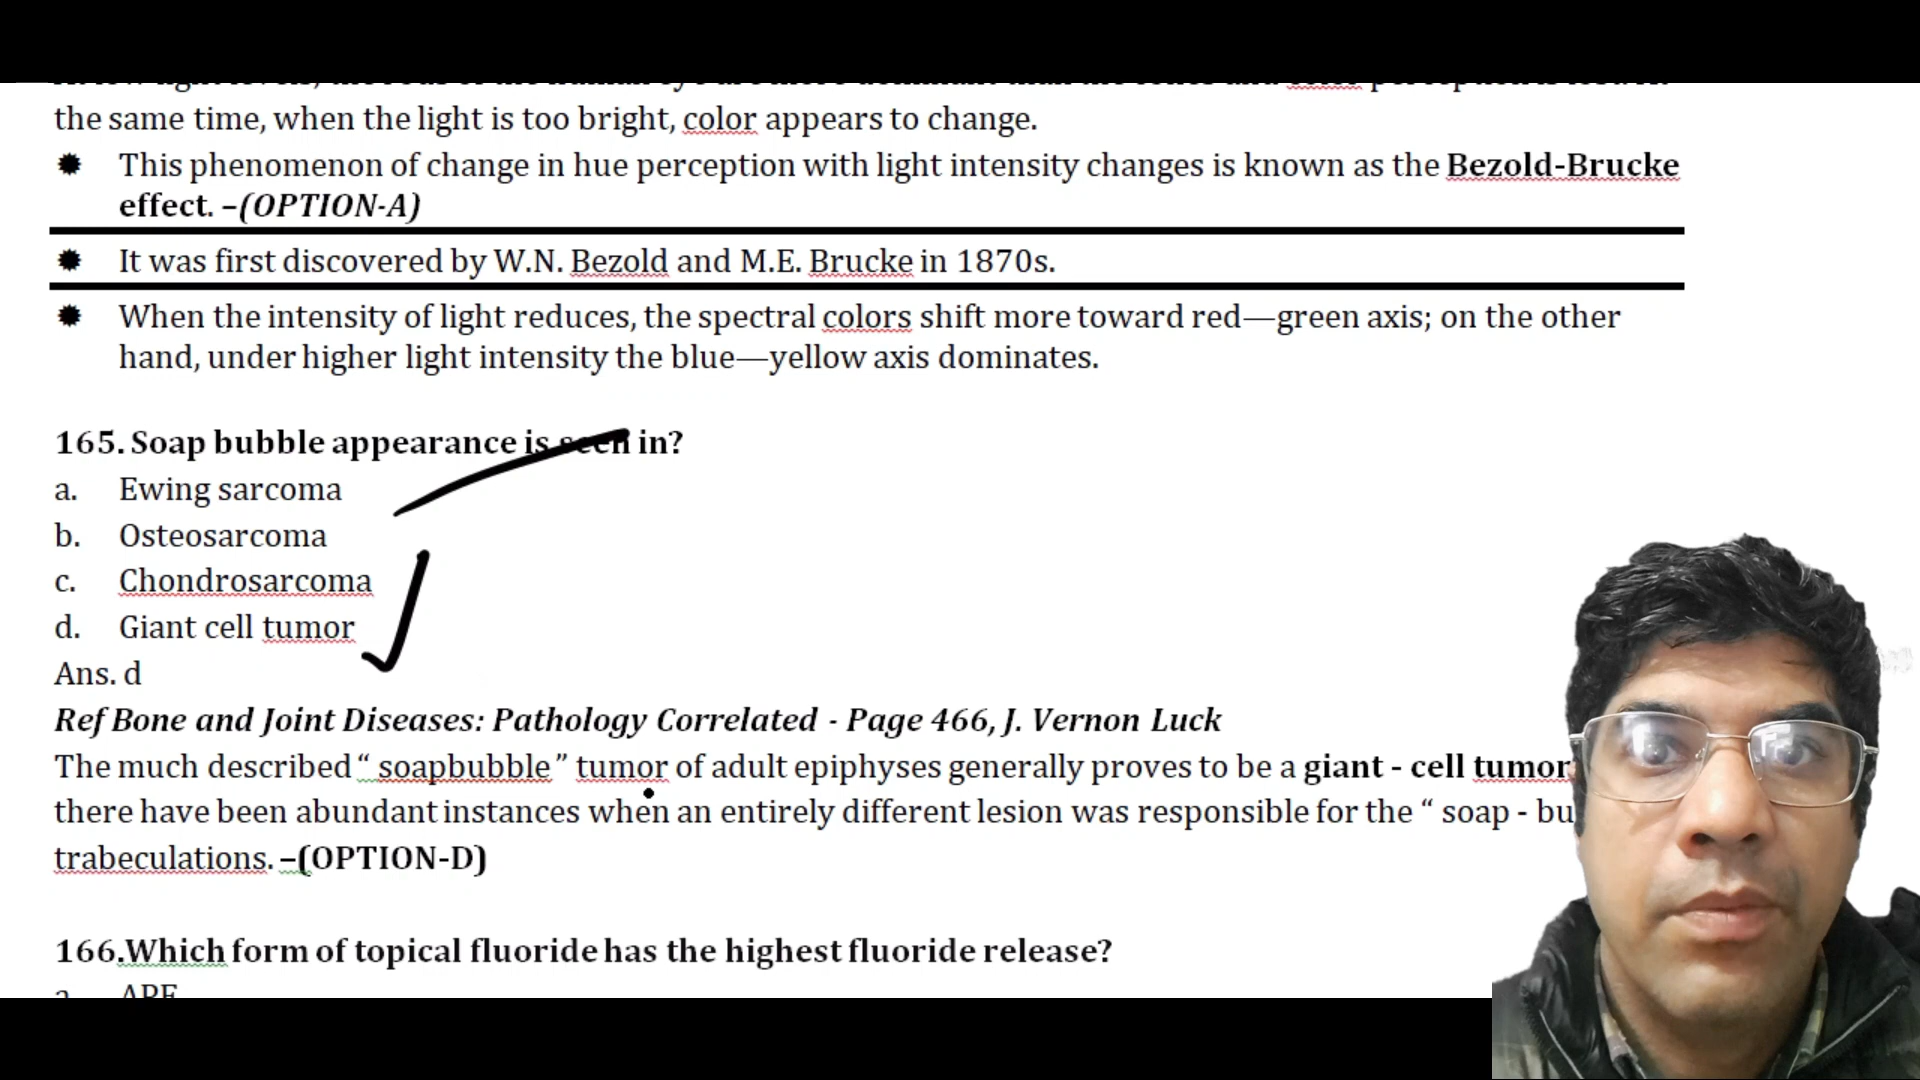 the same time, when the light is too bright, color appears to change.
✹ This phenomenon of change in hue perception with light intensity changes is known as the Bezold-Brucke
effect. –(OPTION-A)
✹ It was first discovered by W.N. Bezold and M.E. Brucke in 1870s.
✹ When the intensity of light reduces, the spectral colors shift more toward red—green axis; on the other
hand, under higher light intensity the blue—yellow axis dominates.
165. Soap bubble appearance is seen in?
a. Ewing sarcoma
b. Osteosarcoma
c. Chondrosarcoma
d. Giant cell tumor
Ans. d
Ref Bone and Joint Diseases: Pathology Correlated - Page 466, J. Vernon Luck
The much described “ soapbubble ” tumor of adult epiphyses generally proves to be a giant - cell tumor
there have been abundant instances when an entirely different lesion was responsible for the “ soap - bu
trabeculations. –(OPTION-D)
166.Which form of topical fluoride has the highest fluoride release?
a. APF